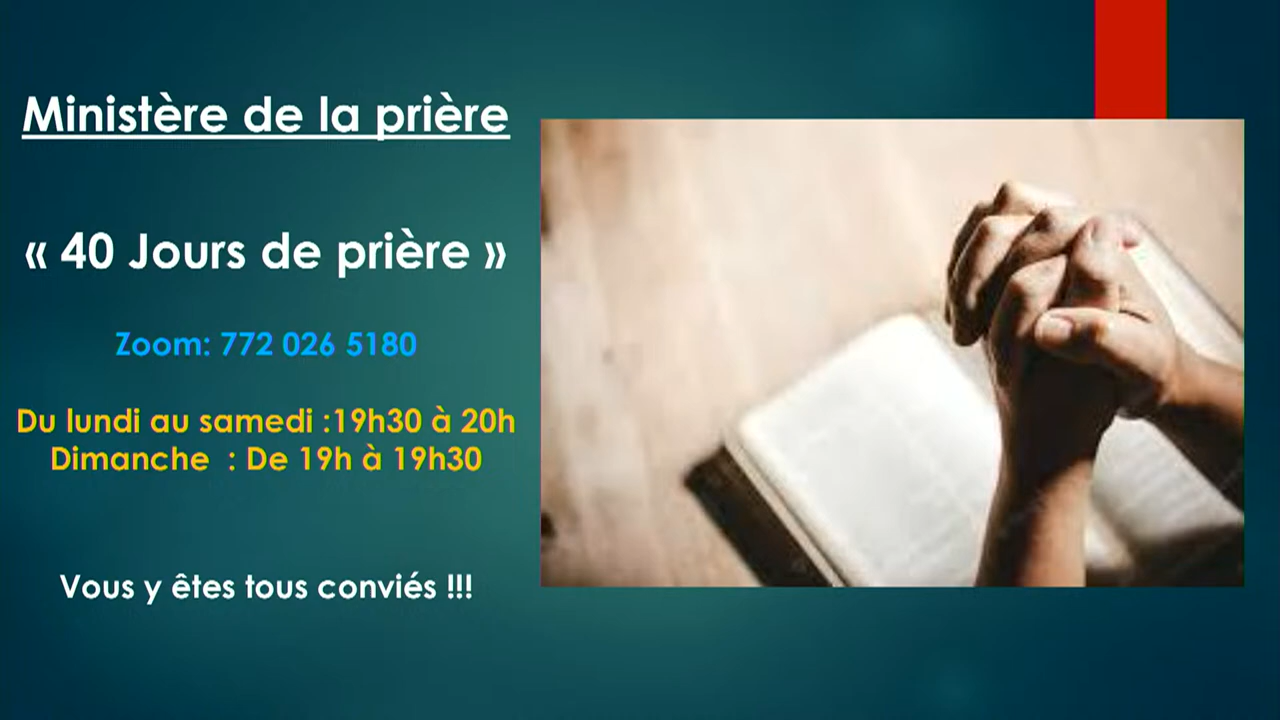 Ministère de la prière
« 40 Jours de prière »
Zoom: 772 026 5180
Du lundi au samedi :19h30 à 20h
Dimanche  : De 19h à 19h30
Vous y êtes tous conviés !!!